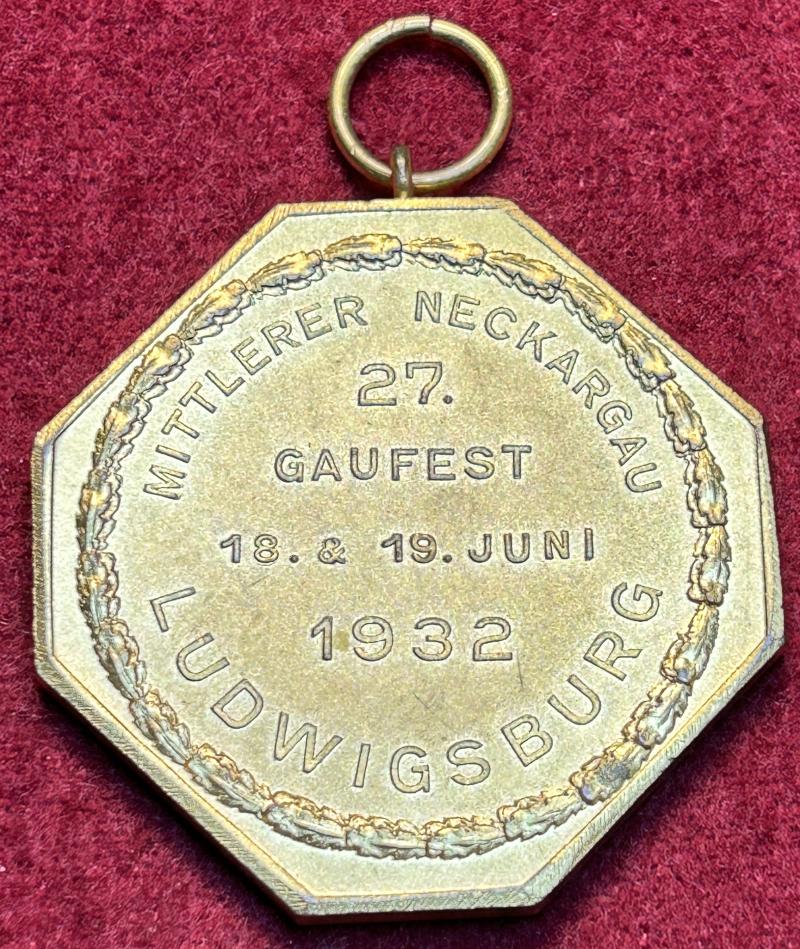 MITTLERER NECKARGAU
27.
GAUFEST
18. & 19. JUNI
1932
LUDWIGSBURG